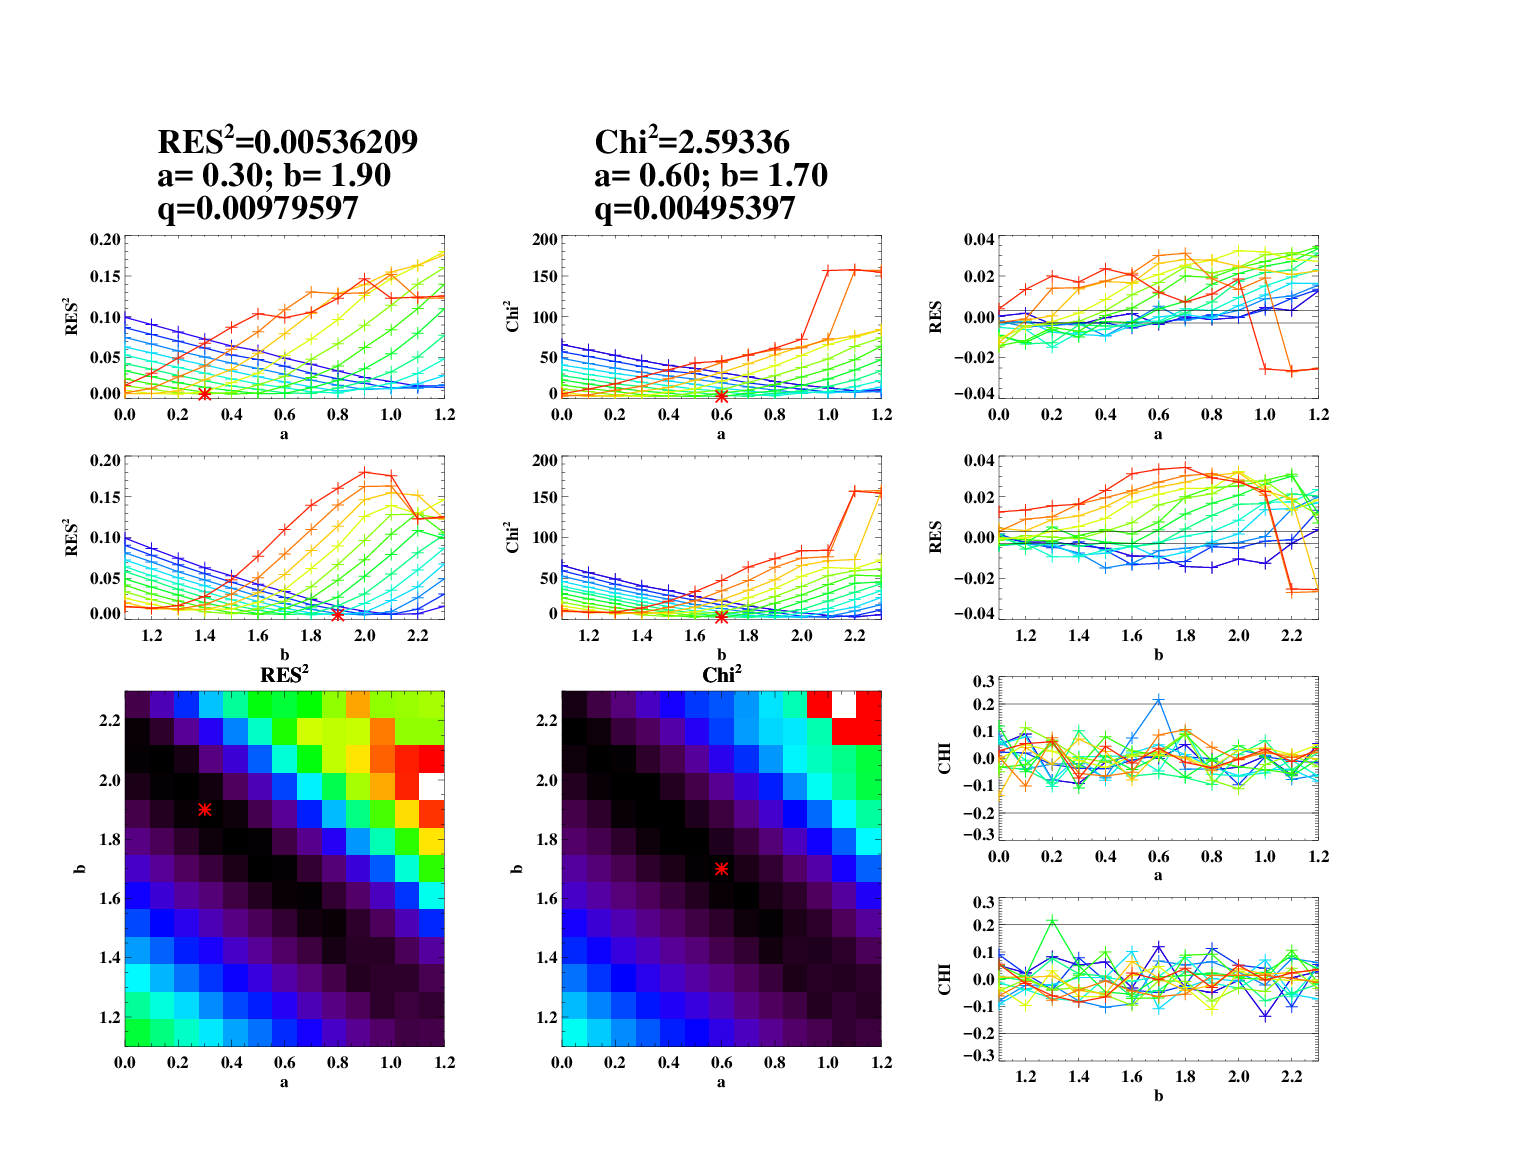 RES²=0.00536209
a= 0.30; b= 1.90
q=0.00979597
Chi²=2.59336
a= 0.60; b= 1.70
q=0.00495397
0.20
0.15
0.10
0.05
0.00
RES²
0.0 0.2 0.4 0.6 0.8 1.0 1.2
a
200
150
100
50
0
Chi²
0.0 0.2 0.4 0.6 0.8 1.0 1.2
a
0.04
0.02
0.00
−0.02
−0.04
RES
0.0 0.2 0.4 0.6 0.8 1.0 1.2
a
0.20
0.15
0.10
0.05
0.00
RES²
1.2 1.4 1.6 1.8 2.0 2.2
b
200
150
100
50
0
Chi²
1.2 1.4 1.6 1.8 2.0 2.2
b
0.04
0.02
0.00
−0.02
−0.04
RES
1.2 1.4 1.6 1.8 2.0 2.2
b
RES²
2.2
2.0
1.8
1.6
1.4
1.2
b
0.0 0.2 0.4 0.6 0.8 1.0 1.2
a
Chi²
2.2
2.0
1.8
1.6
1.4
1.2
b
0.0 0.2 0.4 0.6 0.8 1.0 1.2
a
0.3
0.2
0.1
0.0
−0.1
−0.2
−0.3
CHI
0.0 0.2 0.4 0.6 0.8 1.0 1.2
a
0.3
0.2
0.1
0.0
−0.1
−0.2
−0.3
CHI
1.2 1.4 1.6 1.8 2.0 2.2
b